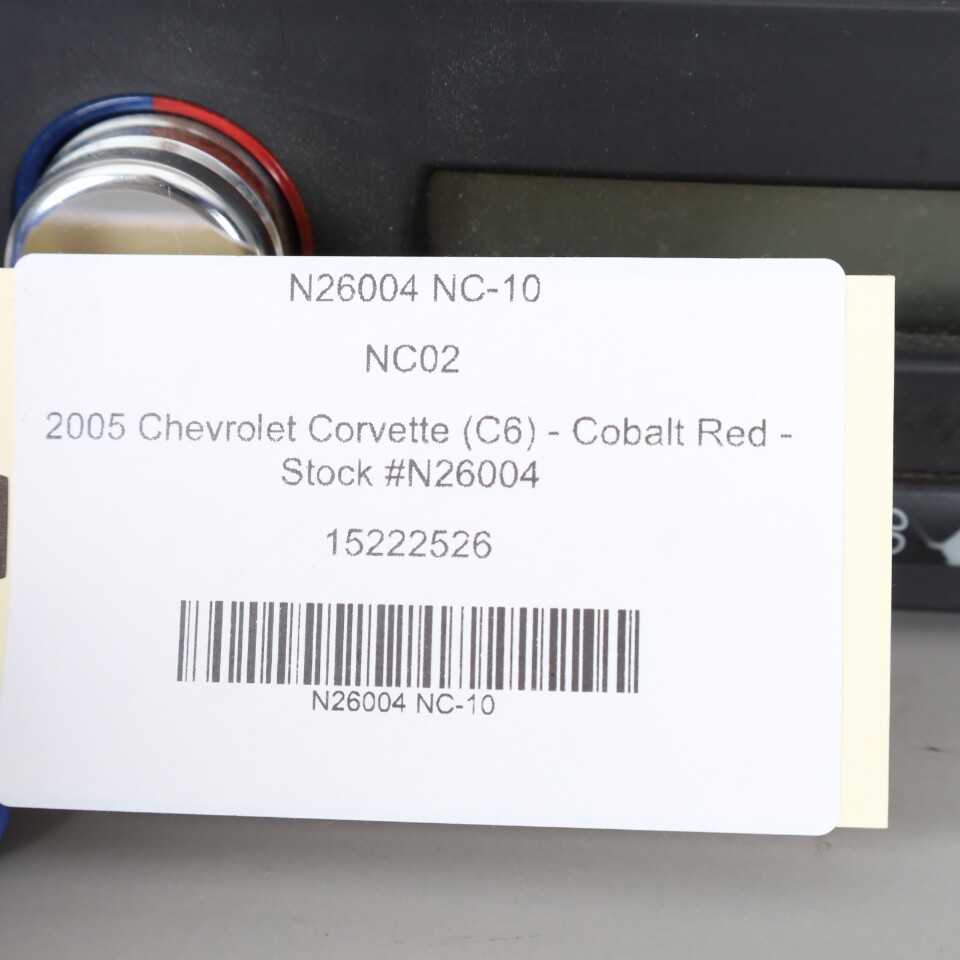 N26004 NC-10
NC02
2005 Chevrolet Corvette (C6) - Cobalt Red -
Stock #N26004
15222526
N26004 NC-10